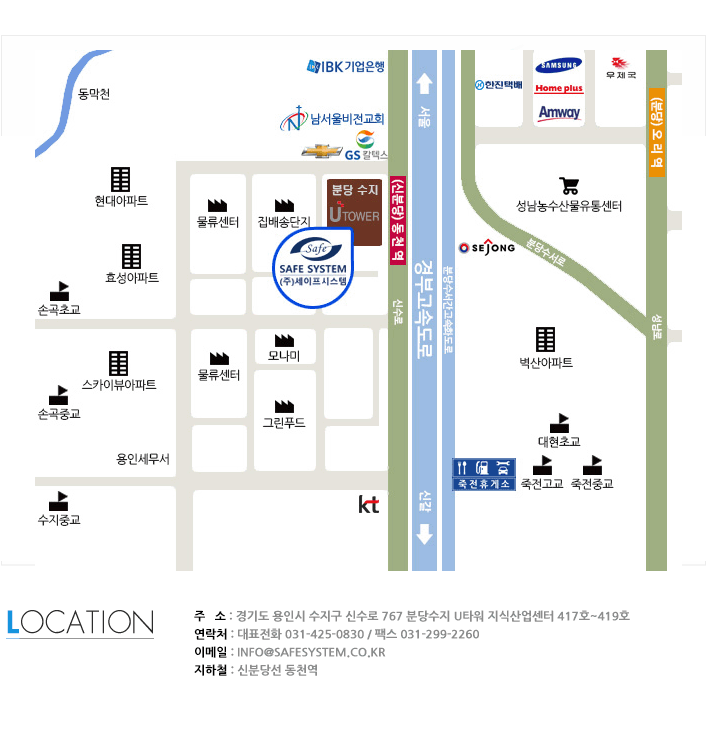 IBK기업은행
동막천
남서울비전교회
GS 칼텍스
서울
한진택배
SAMSUNG
Home plus
Amway
우체국
(분당) 오리역
현대아파트
물류센터
집배송단지
분당 수지
U TOWER
(신분당) 동천역
성남농수산물유통센터
Safe
SAFE SYSTEM
(주)세이프시스템
SEJONG
분당수서로
효성아파트
손곡초교
신수로
경부고속도로
분당수서간고속화도로
성남로
모나미
물류센터
벽산아파트
스카이뷰아파트
손곡중교
그린푸드
대현초교
용인세무서
죽전휴게소
죽전고교
죽전중교
수지중교
kt
신갈
LOCATION
주 소 : 경기도 용인시 수지구 신수로 767 분당수지 U타워 지식산업센터 417호~419호
연락처 : 대표전화 031-425-0830 / 팩스 031-299-2260
이메일 : INFO@SAFESYSTEM.CO.KR
지하철 : 신분당선 동천역